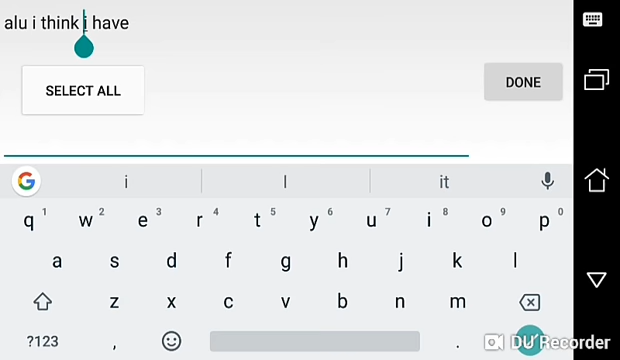 alu i think i have
SELECT ALL
DONE
G
i I it
q 1 w 2 e 3 r 4 t 5 y 6 u 7 i 8 o 9 p 0
a s d f g h j k l
z x c v b n m
?123 , .
DU Recorder